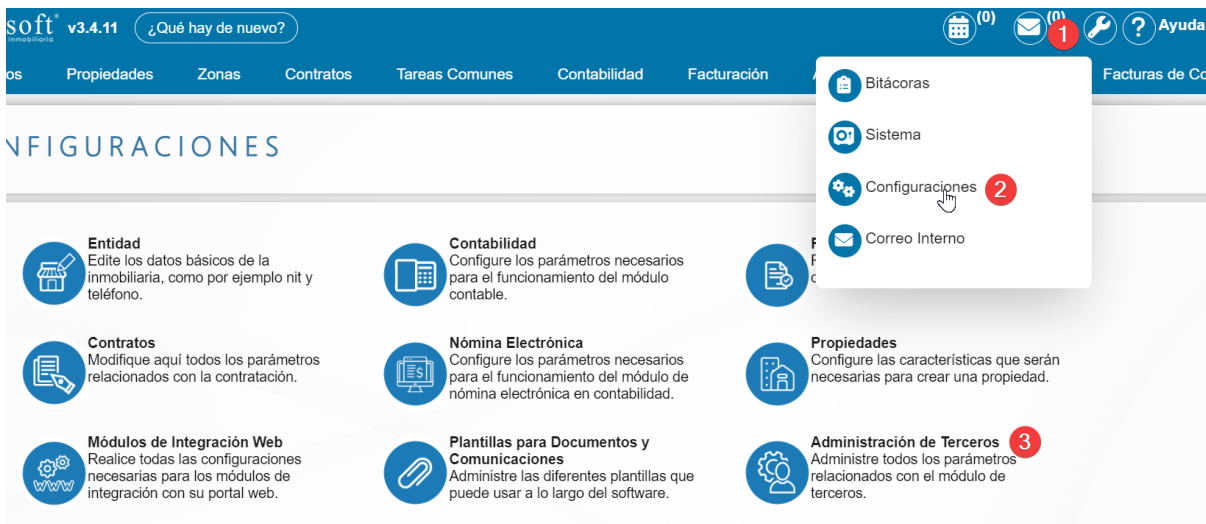 soft v3.4.11 ¿Qué hay de nuevo? (0) (0) 1 Ayuda
Inmobiliaria
os Propiedades Zonas Contratos Tareas Comunes Contabilidad Facturación Facturas de Co
Bitácoras
Sistema
Configuraciones 2
Correo Interno
NFIGURACIONES
Entidad
Edite los datos básicos de la
inmobiliaria, como por ejemplo nit y
teléfono.
Contabilidad
Configure los parámetros necesarios
para el funcionamiento del módulo
contable.
Contratos
Modifique aquí todos los parámetros
relacionados con la contratación.
Nómina Electrónica
Configure los parámetros necesarios
para el funcionamiento del módulo de
nómina electrónica en contabilidad.
Propiedades
Configure las características que serán
necesarias para crear una propiedad.
Módulos de Integración Web
Realice todas las configuraciones
necesarias para los módulos de
integración con su portal web.
www
Plantillas para Documentos y
Comunicaciones
Administre las diferentes plantillas que
puede usar a lo largo del software.
Administración de Terceros 3
Administre todos los parámetros
relacionados con el módulo de
terceros.